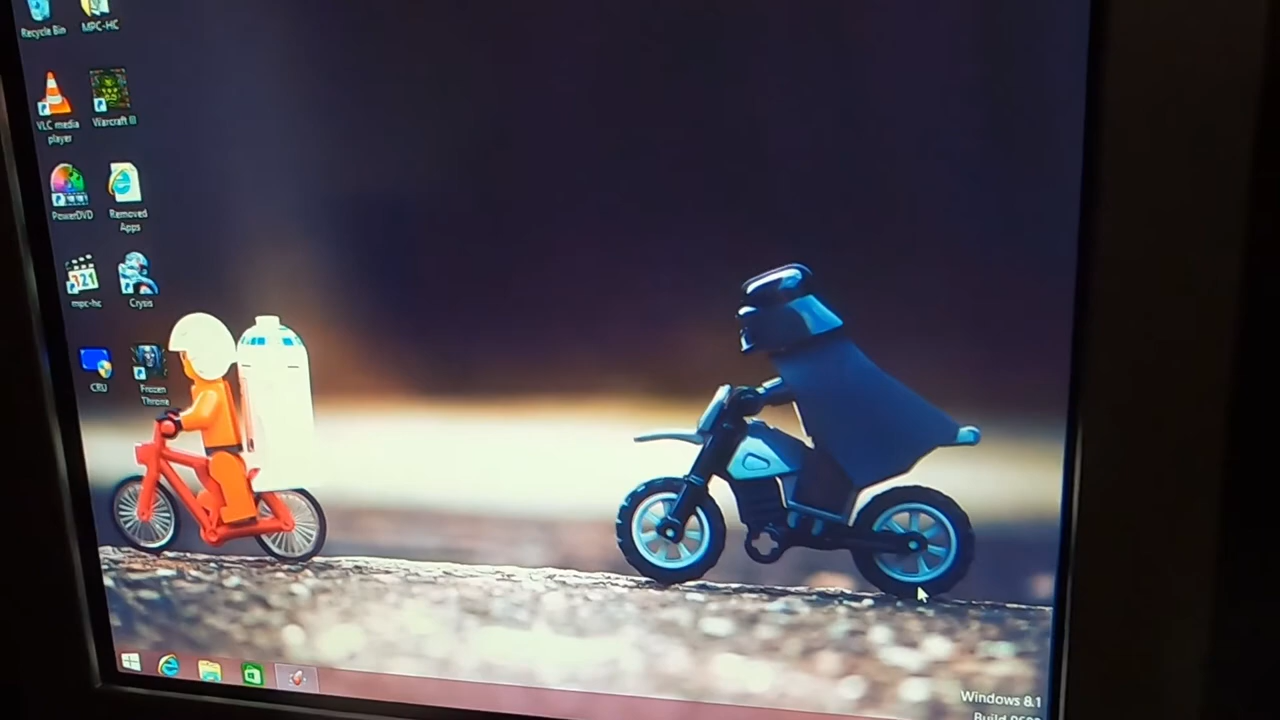 Recycle Bin
MPC-HC
VLC media
player
Warcraft III
PowerDVD
Removed
Apps
mpc-hc
Crysis
CRU
Frozen
Throne
Windows 8.1
Build